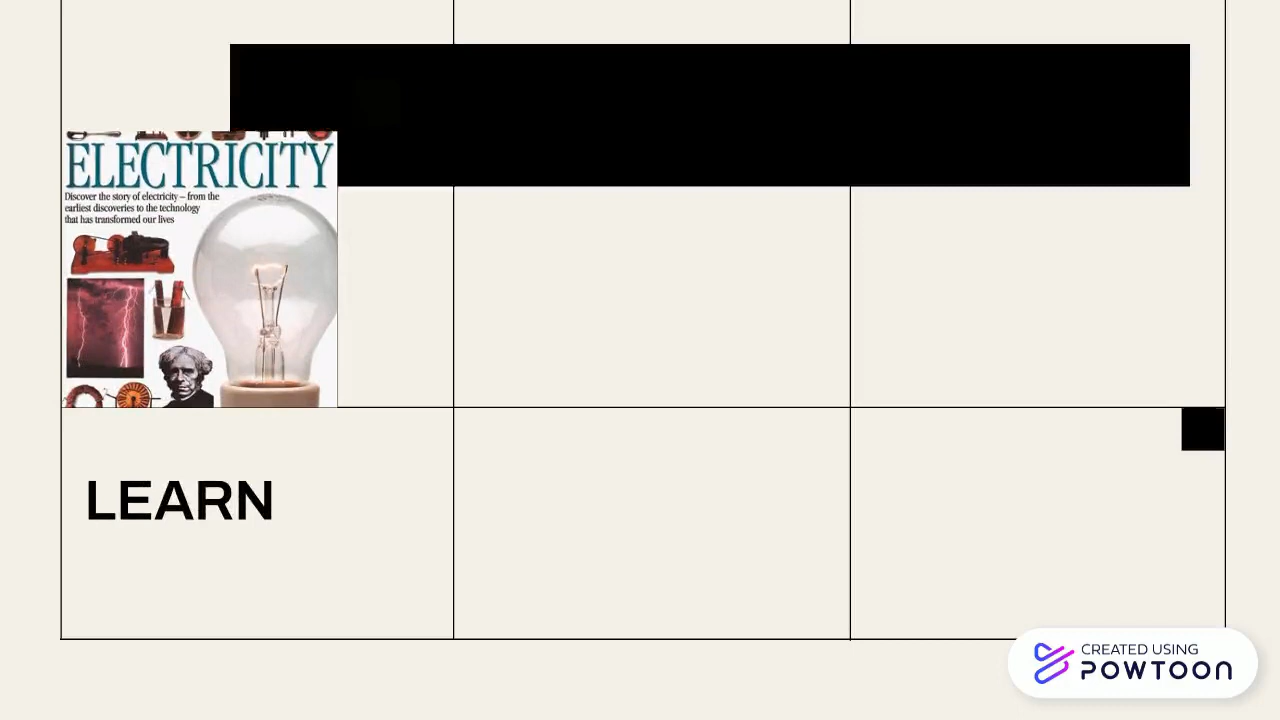 ELECTRICITY
Discover the story of electricity – from the
earliest discoveries to the technology
that has transformed our lives
LEARN
CREATED USING
POWTOON